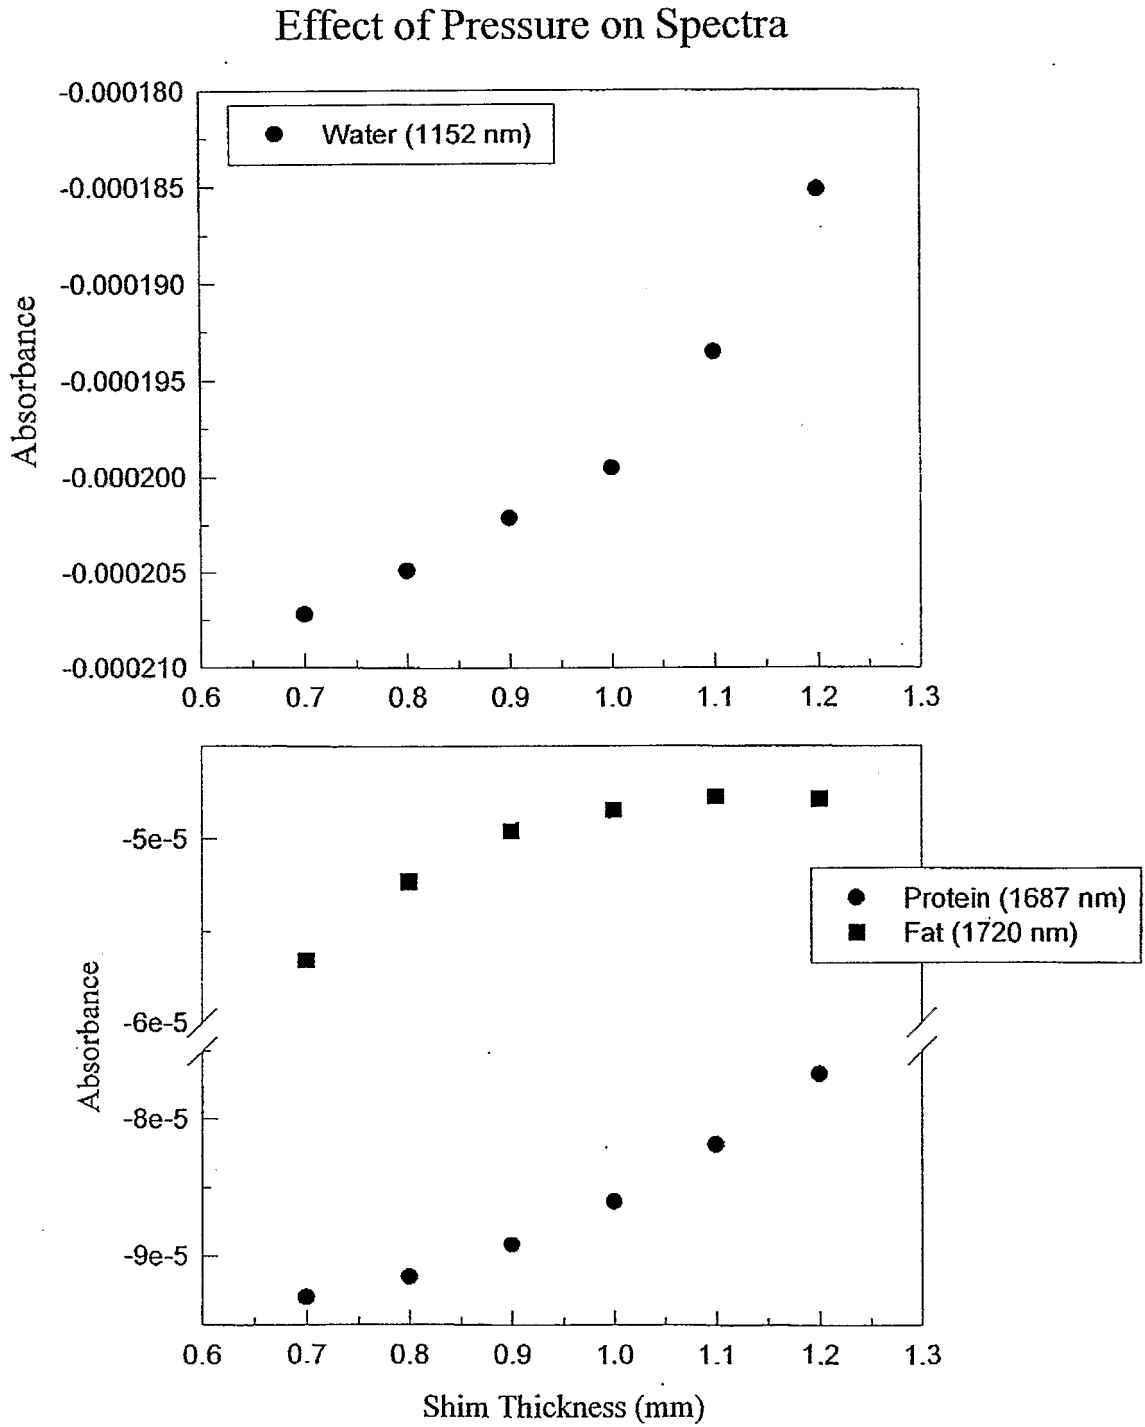 Effect of Pressure on Spectra
-0.000180
Water (1152 nm)
-0.000185
-0.000190
-0.000195
-0.000200
-0.000205
-0.000210
Absorbance
0.6 0.7 0.8 0.9 1.0 1.1 1.2 1.3
-5e-5
Protein (1687 nm)
Fat (1720 nm)
-6e-5
-8e-5
-9e-5
Absorbance
0.6 0.7 0.8 0.9 1.0 1.1 1.2 1.3
Shim Thickness (mm)